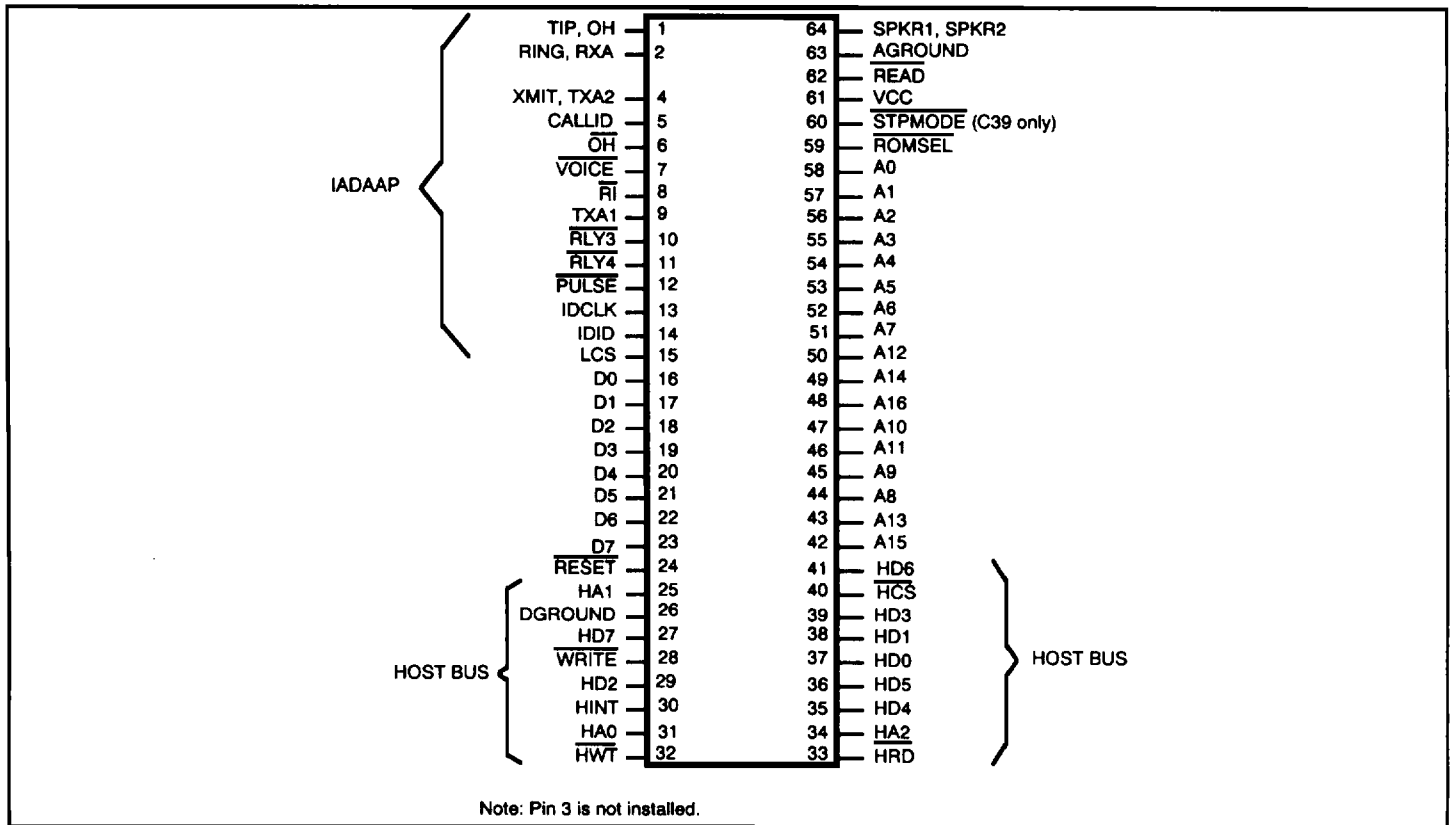 TIP, OH 1 64 SPKR1, SPKR2
RING, RXA 2 63 AGROUND
62 READ
XMIT, TXA2 4 61 VCC
CALLID 5 60 STPMODE (C39 only)
OH 6 59 ROMSEL
VOICE 7 58 A0
RI 8 57 A1
TXA1 9 56 A2
RLY3 10 55 A3
RLY4 11 54 A4
PULSE 12 53 A5
IDCLK 13 52 A6
IDID 14 51 A7
LCS 15 50 A12
D0 16 49 A14
D1 17 48 A16
D2 18 47 A10
D3 19 46 A11
D4 20 45 A9
D5 21 44 A8
D6 22 43 A13
D7 23 42 A15
RESET 24 41 HD6
HA1 25 40 HCS
DGROUND 26 39 HD3
HD7 27 38 HD1
WRITE 28 37 HD0
HD2 29 36 HD5
HINT 30 35 HD4
HA0 31 34 HA2
HWT 32 33 HRD
IADAAP
HOST BUS
HOST BUS
Note: Pin 3 is not installed.